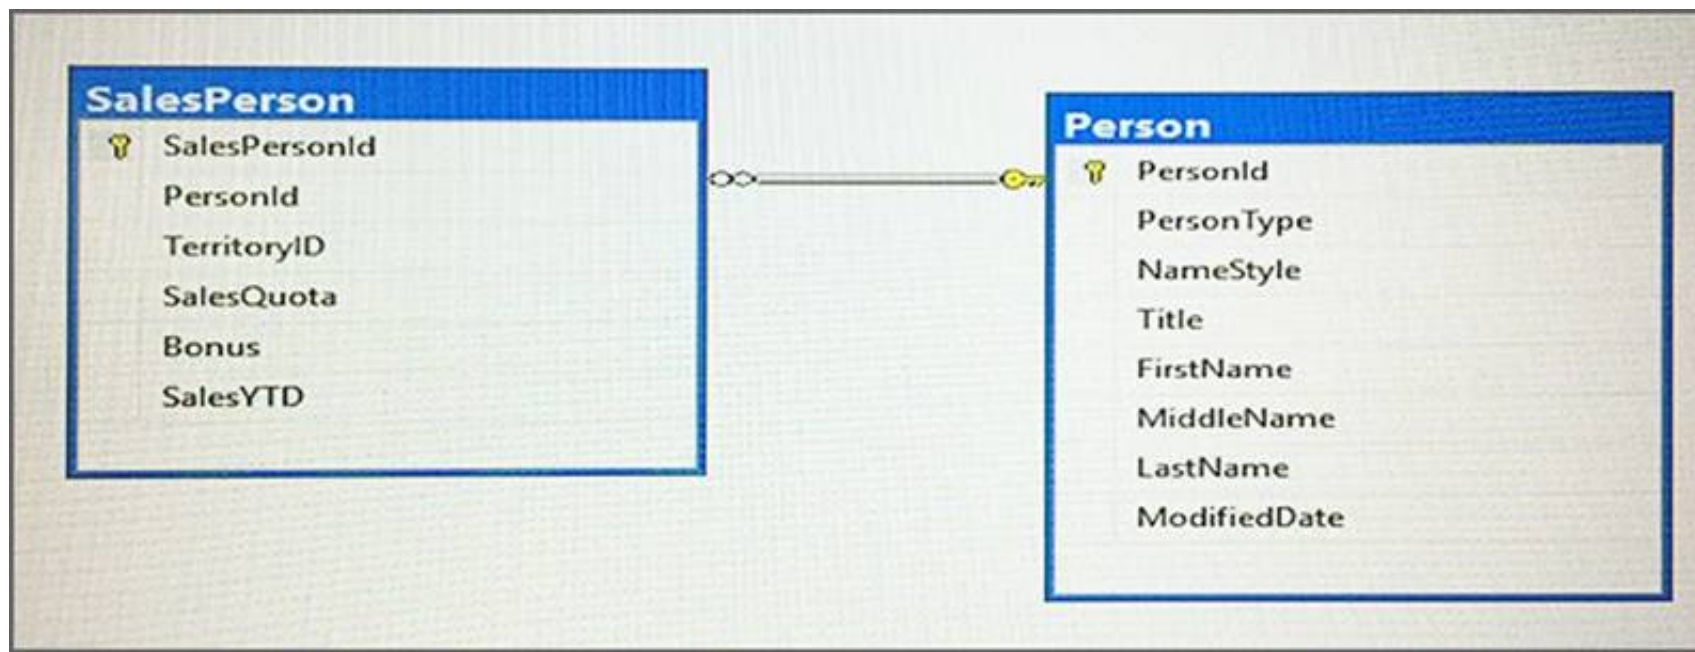 SalesPerson
SalesPersonId
PersonId
TerritoryID
SalesQuota
Bonus
SalesYTD
Person
PersonId
PersonType
NameStyle
Title
FirstName
MiddleName
LastName
ModifiedDate